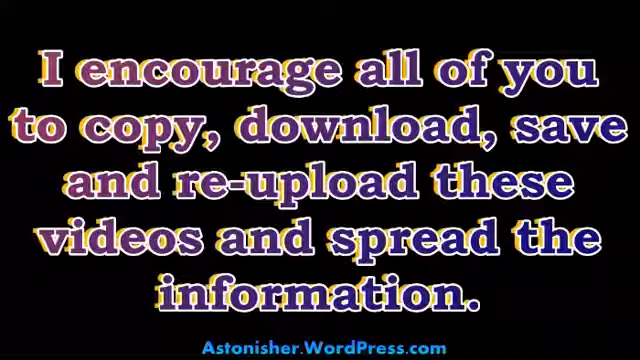 I encourage all of you
to copy, download, save
and re-upload these
videos and spread the
information.
Astonisher.WordPress.com